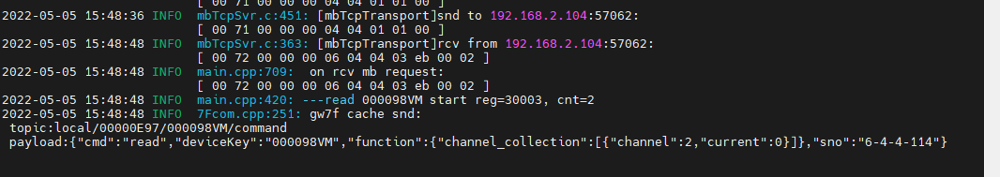 [ 00 71 00 00 00 04 04 01 01 00 ]
2022-05-05 15:48:36 INFO  mbTcpSvr.c:451: [mbTcpTransport]snd to 192.168.2.104:57062:
[ 00 71 00 00 00 04 04 01 01 00 ]
2022-05-05 15:48:48 INFO  mbTcpSvr.c:363: [mbTcpTransport]rcv from 192.168.2.104:57062:
[ 00 72 00 00 00 06 04 04 03 eb 00 02 ]
2022-05-05 15:48:48 INFO  main.cpp:709:  on rcv mb request:
[ 00 72 00 00 00 06 04 04 03 eb 00 02 ]
2022-05-05 15:48:48 INFO  main.cpp:420: ---read 000098VM start reg=30003, cnt=2
2022-05-05 15:48:48 INFO  7Fcom.cpp:251: gw7f cache snd:
topic:local/00000E97/000098VM/command
payload:{"cmd":"read","deviceKey":"000098VM","function":{"channel_collection":[{"channel":2,"current":0}]},"sno":"6-4-4-114"}